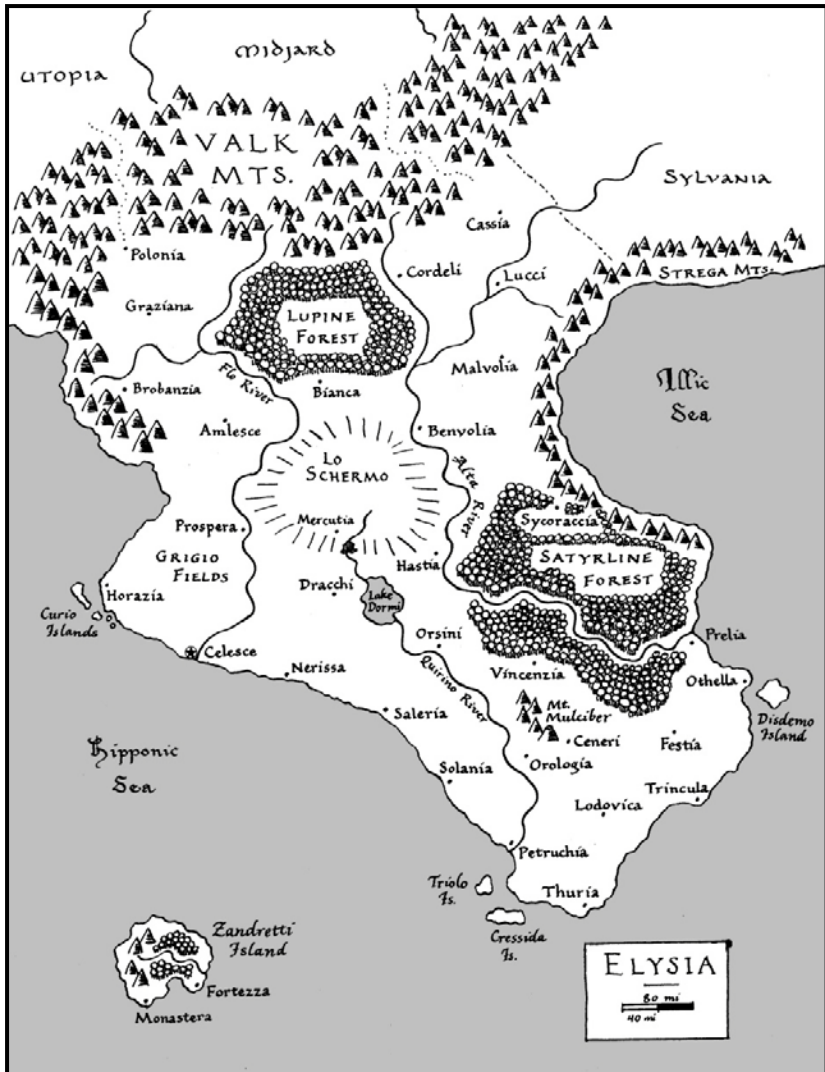 MIDJARD
UTOPIA
VALK
MTS.
SYLVANIA
Cassia
Polonia
Cordeli
Lucci
STREGA MTS.
Graziana
LUPINE
FOREST
Illic
Sea
Malvolia
Flo River
Brobanzia
Bianca
Amlesce
Benvolia
LO
SCHERMO
Alta River
Mercutia
Sycoraccia
Prospera
GRIGIO
FIELDS
Hastia
SATYRLINE
FOREST
Horazia
Dracchi
Lake
Dormi
Curio
Islands
Orsini
Prelia
Celesce
Nerissa
Quirino River
Vincenzia
Othella
Disdemo
Island
Mt.
Mulciber
Saleria
Ceneri
Festia
Hipponic
Sea
Orologia
Solania
Trincula
Lodovica
Petruchia
Triolo
Is.
Thuria
Cressida
Is.
Zandretti
Island
Fortezza
Monastera
ELYSIA
80 mi
40 mi